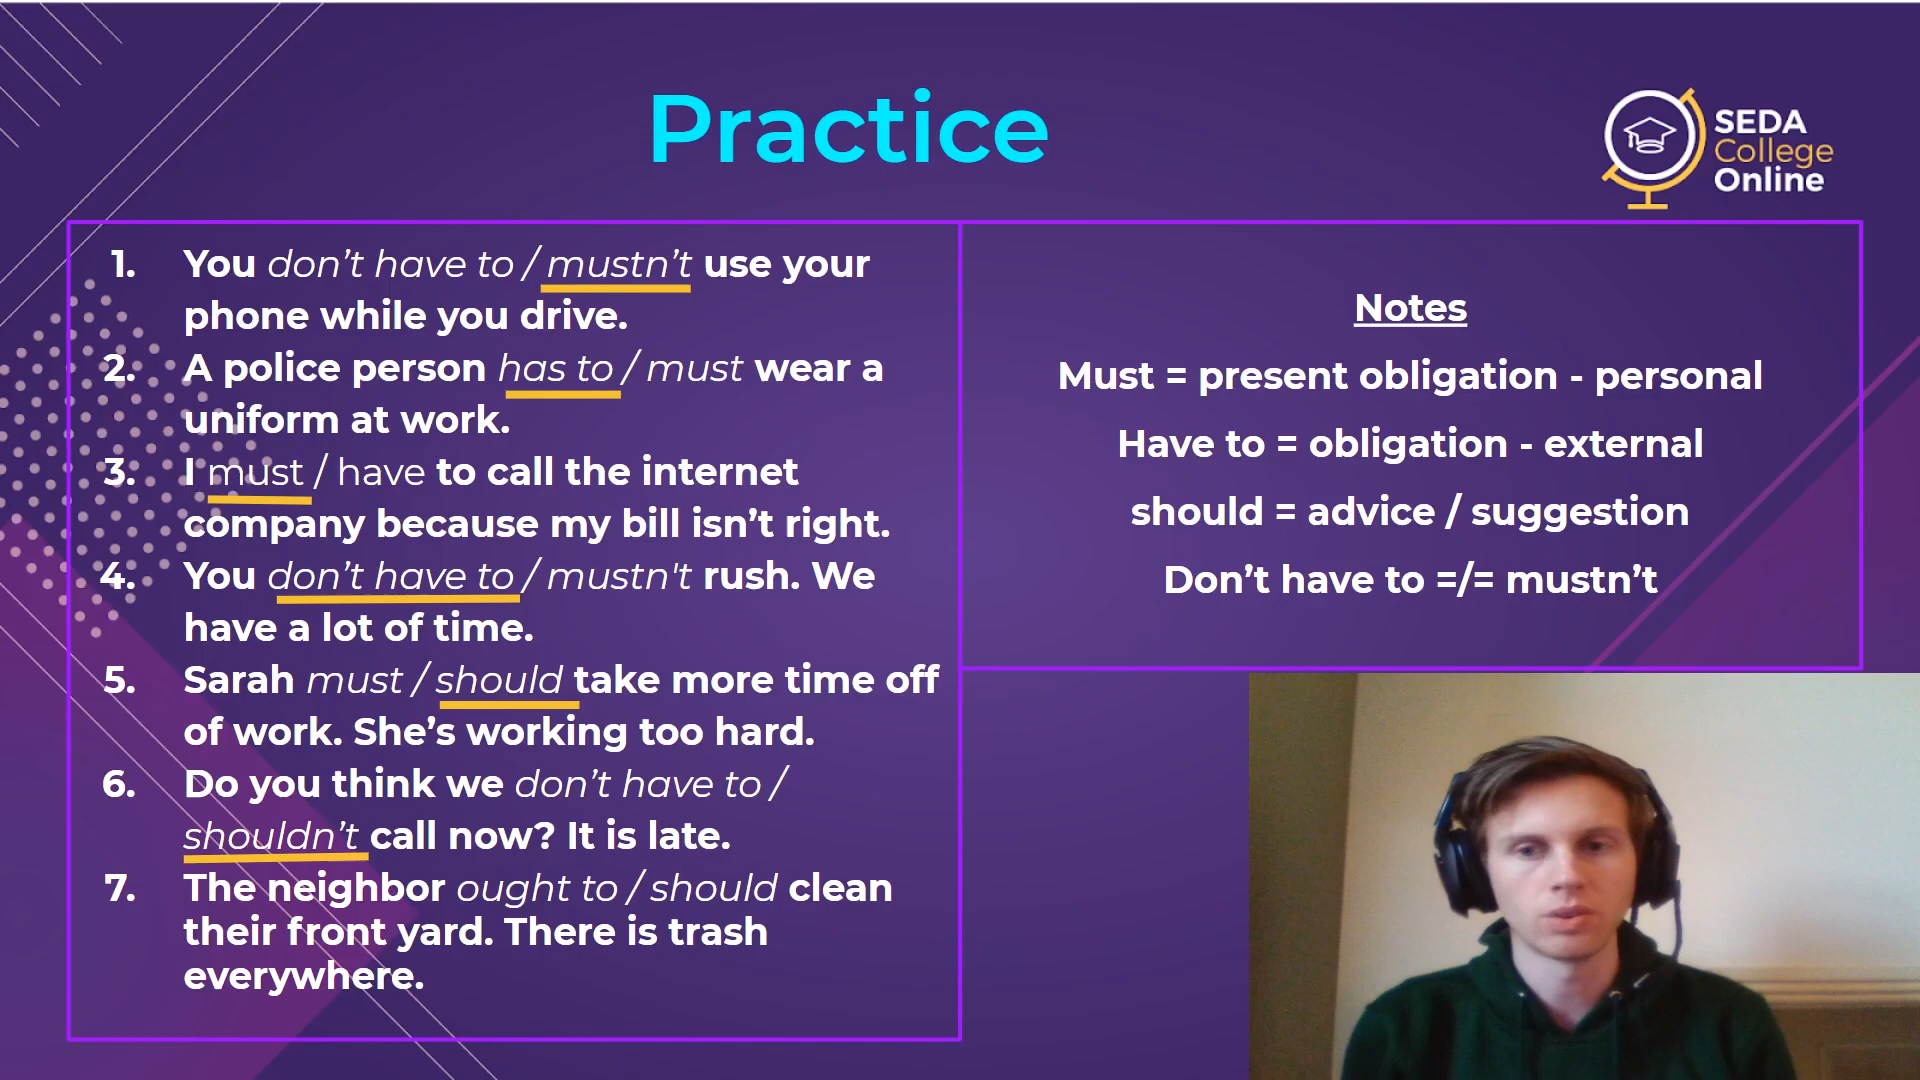 Practice
SEDA
College
Online
1. You don’t have to / mustn’t use your
phone while you drive.
2. A police person has to / must wear a
uniform at work.
3. I must / have to call the internet
company because my bill isn’t right.
4. You don’t have to / mustn't rush. We
have a lot of time.
5. Sarah must / should take more time off
of work. She’s working too hard.
6. Do you think we don’t have to /
shouldn’t call now? It is late.
7. The neighbor ought to / should clean
their front yard. There is trash
everywhere.
Notes
Must = present obligation - personal
Have to = obligation - external
should = advice / suggestion
Don’t have to =/= mustn’t